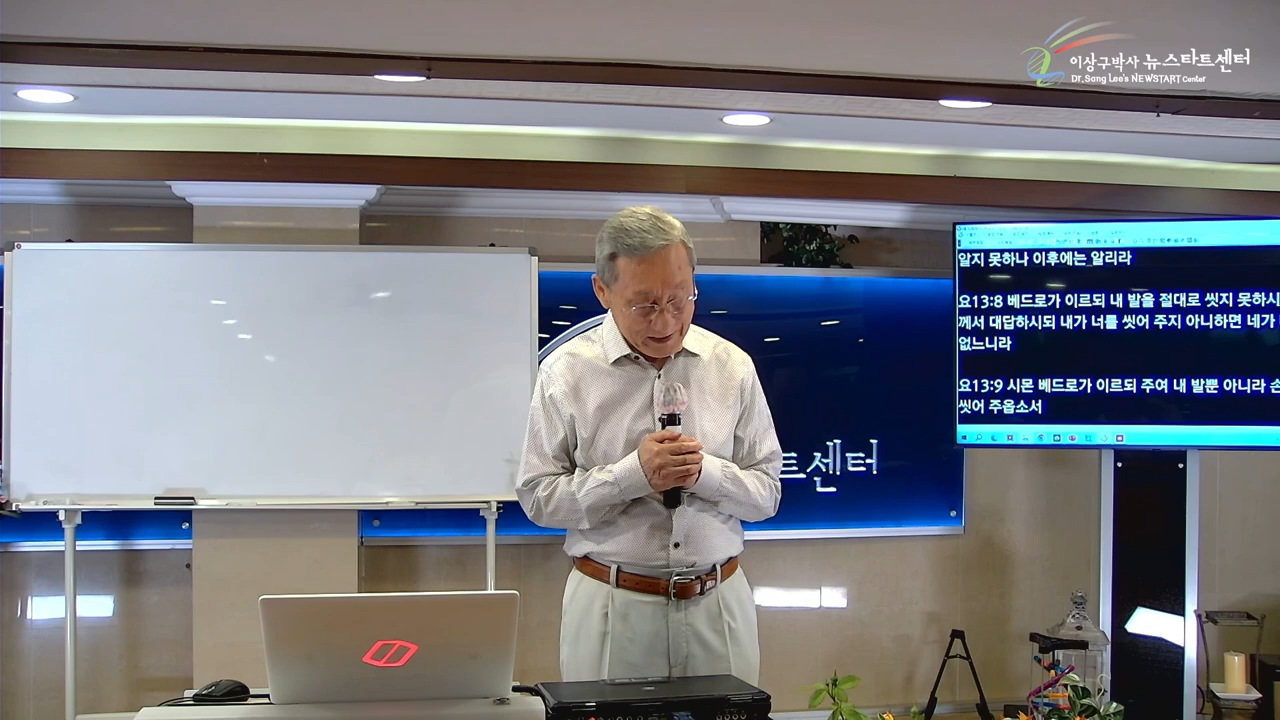 이상구박사 뉴스타트센터
Dr. Sang Lee's NEWSTART Center
알지 못하나 이후에는 알리라
요13:8 베드로가 이르되 내 발을 절대로 씻지 못하시
께서 대답하시되 내가 너를 씻어 주지 아니하면 네가
없느니라
요13:9 시몬 베드로가 이르되 주여 내 발뿐 아니라 손
씻어 주옵소서
트센터